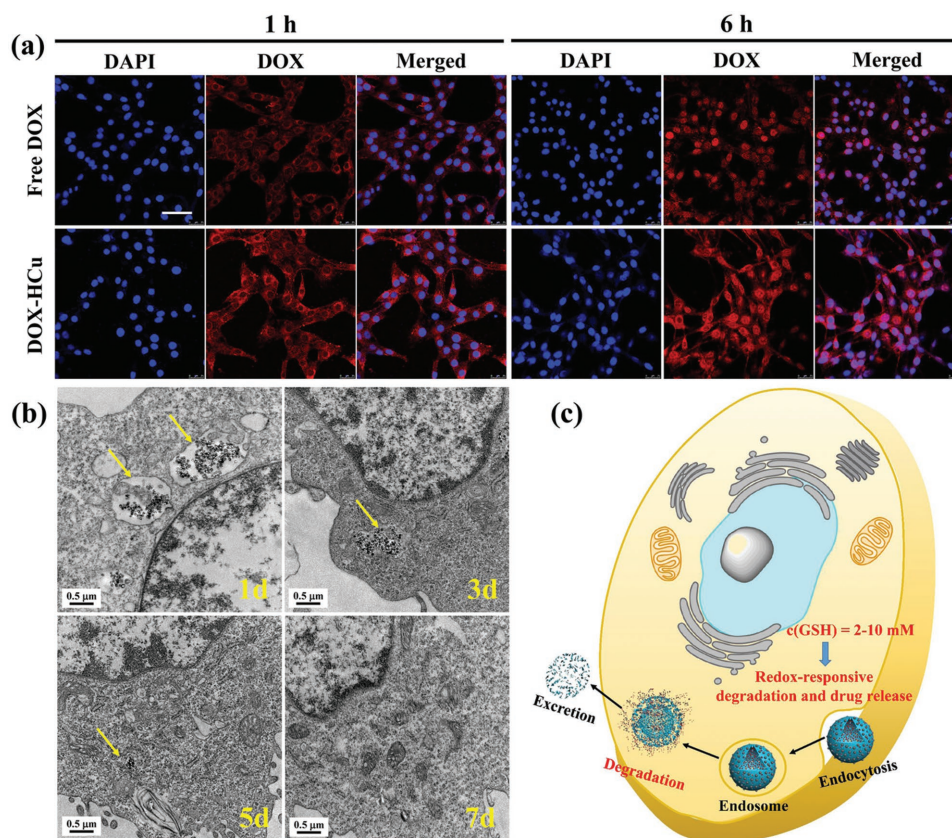 (a)
1 h
6 h
DAPI
DOX
Merged
DAPI
DOX
Merged
Free DOX
DOX-HCu
(b)
1d
0.5 μm
3d
0.5 μm
5d
0.5 μm
7d
0.5 μm
(c)
c(GSH) = 2-10 mM
Redox-responsive
degradation and drug release
Excretion
Degradation
Endosome
Endocytosis